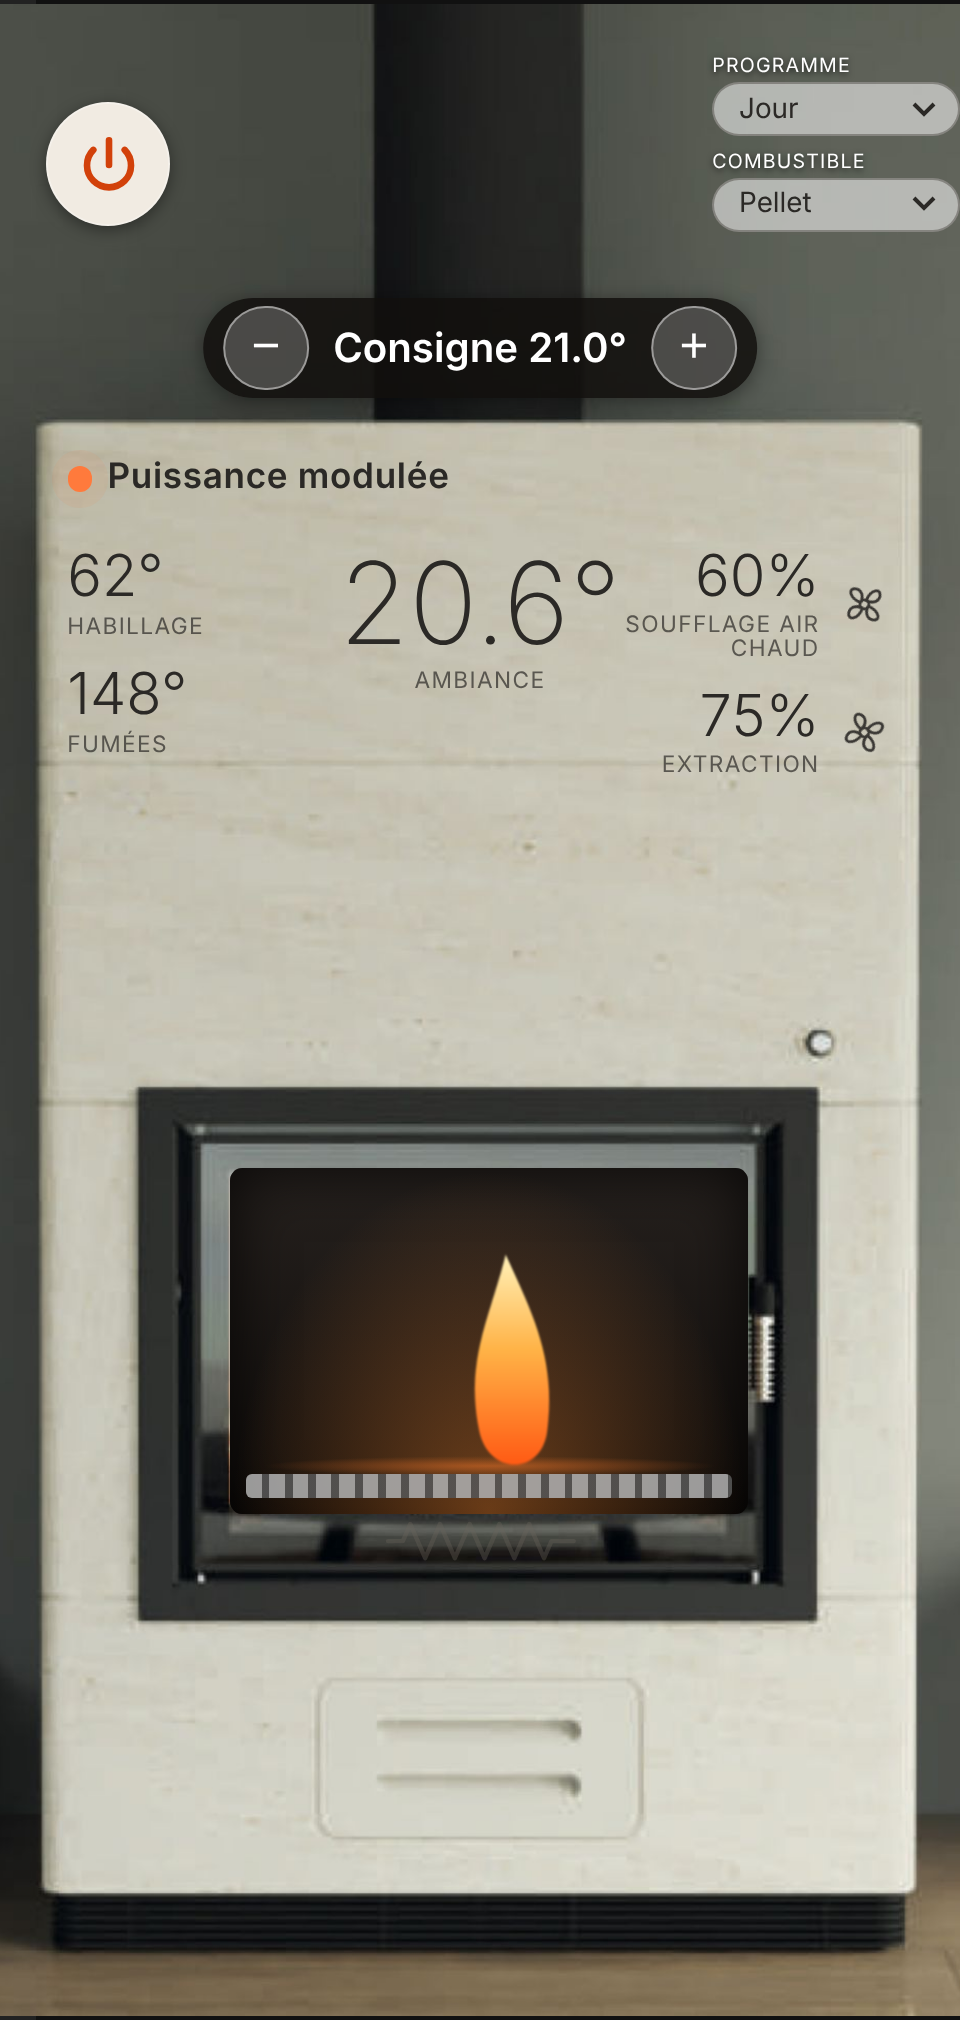 PROGRAMME
Jour
COMBUSTIBLE
Pellet
− Consigne 21.0° +
Puissance modulée
62°
HABILLAGE
148°
FUMÉES
20.6°
AMBIANCE
60%
SOUFFLAGE AIR
CHAUD
75%
EXTRACTION